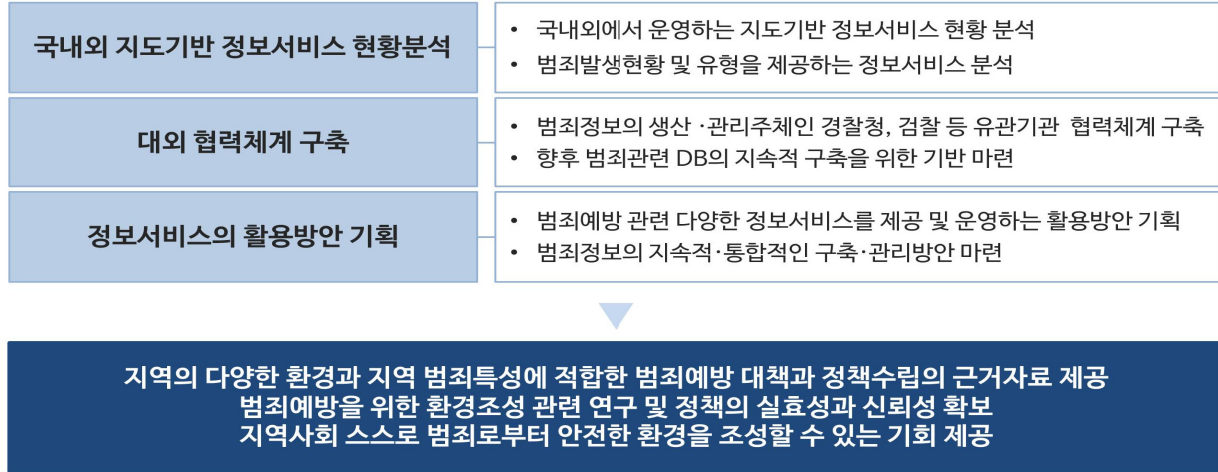 국내외 지도기반 정보서비스 현황분석
• 국내외에서 운영하는 지도기반 정보서비스 현황 분석
• 범죄발생현황 및 유형을 제공하는 정보서비스 분석
대외 협력체계 구축
• 범죄정보의 생산 ·관리주체인 경찰청, 검찰 등 유관기관 협력체계 구축
• 향후 범죄관련 DB의 지속적 구축을 위한 기반 마련
정보서비스의 활용방안 기획
• 범죄예방 관련 다양한 정보서비스를 제공 및 운영하는 활용방안 기획
• 범죄정보의 지속적·통합적인 구축·관리방안 마련
지역의 다양한 환경과 지역 범죄특성에 적합한 범죄예방 대책과 정책수립의 근거자료 제공
범죄예방을 위한 환경조성 관련 연구 및 정책의 실효성과 신뢰성 확보
지역사회 스스로 범죄로부터 안전한 환경을 조성할 수 있는 기회 제공